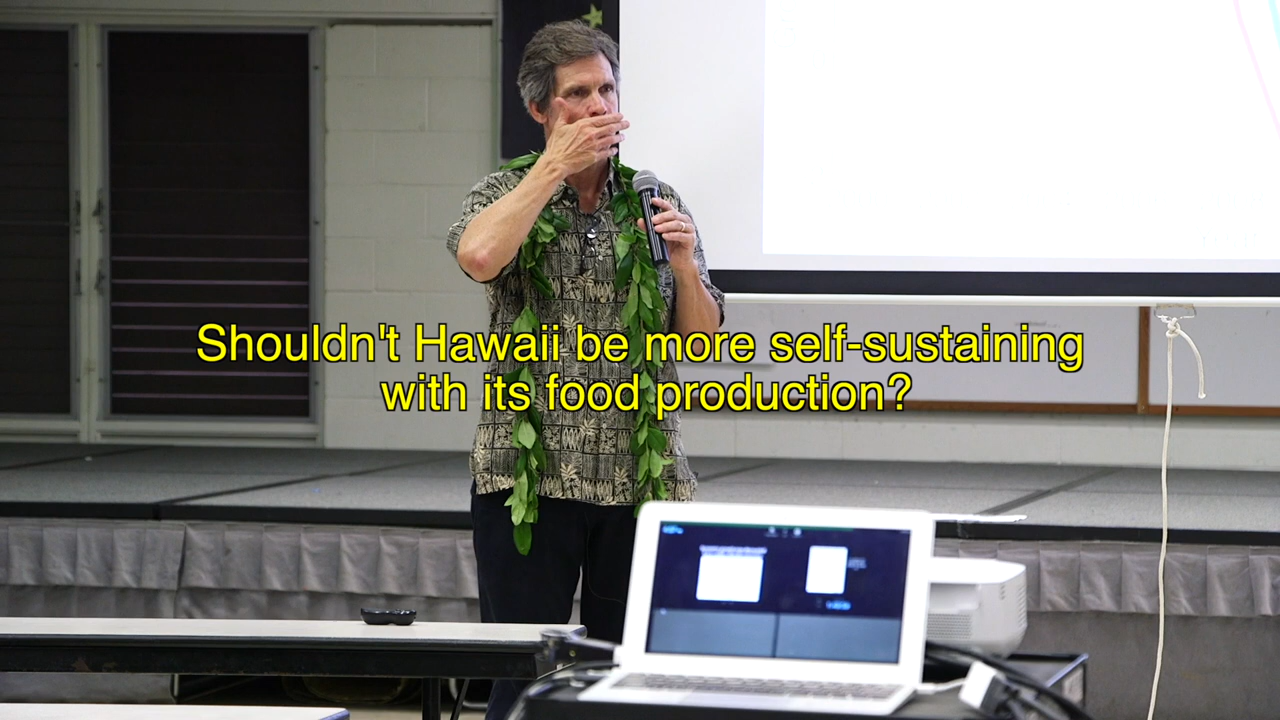 Shouldn't Hawaii be more self-sustaining
with its food production?